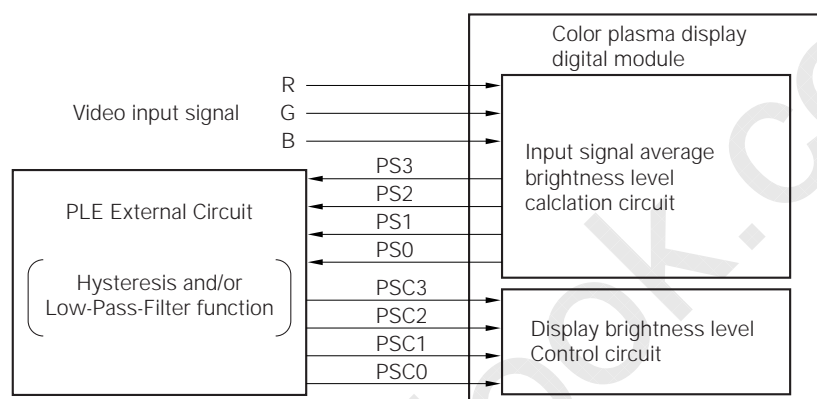 Color plasma display
digital module
Video input signal
R
G
B
PS3
PS2
PS1
PS0
Input signal average
brightness level
calclation circuit
PLE External Circuit
Hysteresis and/or
Low-Pass-Filter function
PSC3
PSC2
PSC1
PSC0
Display brightness level
Control circuit